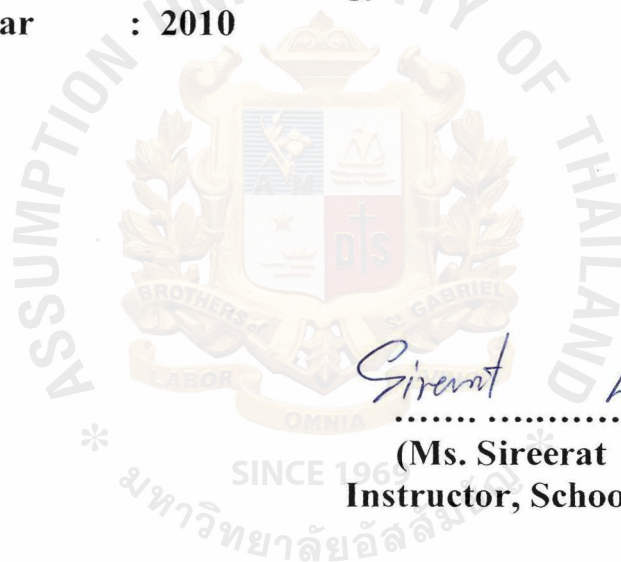 ar : 2010
ASSUMPTION UNIVERSITY OF THAILAND
A M
D S
BROTHERS of St GABRIEL
LABOR
OMNIA
SINCE 1969
มหาวิทยาลัยอัสสัมชัญ
Sireerat
(Ms. Sireerat
Instructor, Schoo